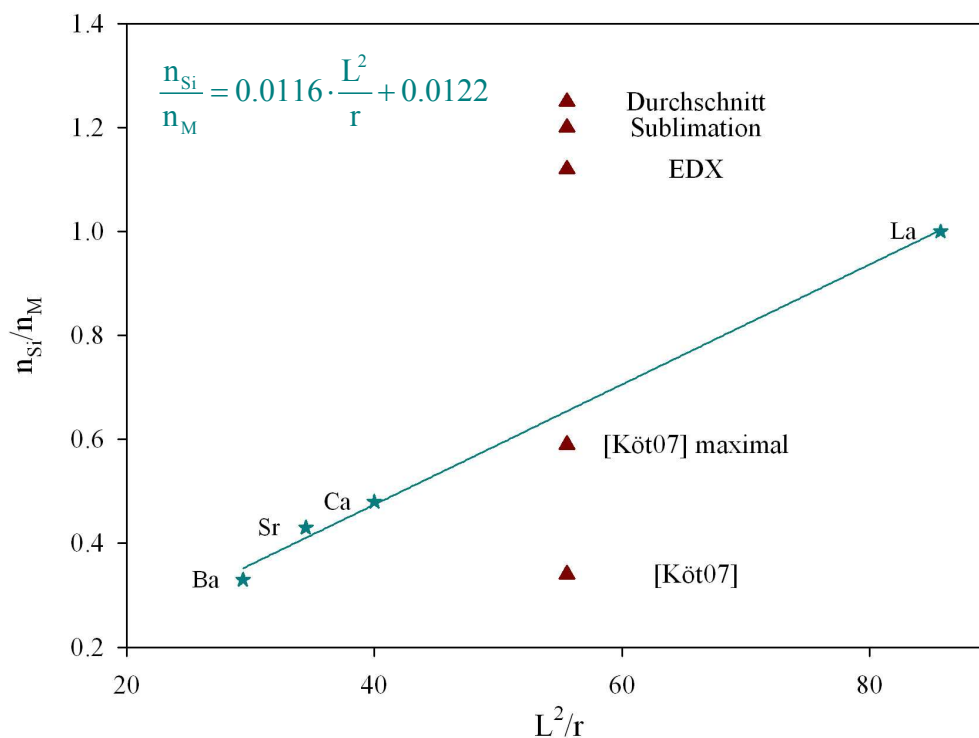 1.4
n_Si/n_M = 0.0116 · L²/r + 0.0122
Durchschnitt
1.2
Sublimation
EDX
1.0
La
n_Si/n_M
0.8
0.6
[Köt07] maximal
Ca
Sr
0.4
Ba
[Köt07]
0.2
20
40
60
80
L²/r